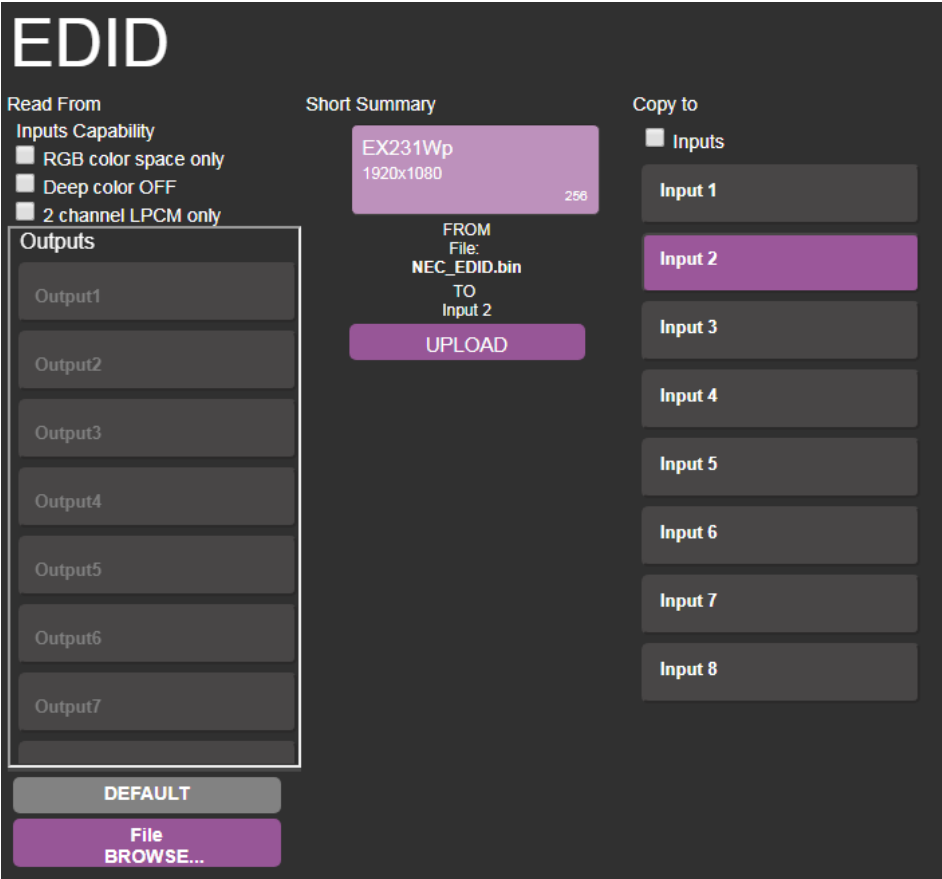 EDID
Read From
Inputs Capability
RGB color space only
Deep color OFF
2 channel LPCM only
Outputs
Output1
Output2
Output3
Output4
Output5
Output6
Output7
DEFAULT
File
BROWSE...
Short Summary
EX231Wp
1920x1080
256
FROM
File:
NEC_EDID.bin
TO
Input 2
UPLOAD
Copy to
Inputs
Input 1
Input 2
Input 3
Input 4
Input 5
Input 6
Input 7
Input 8